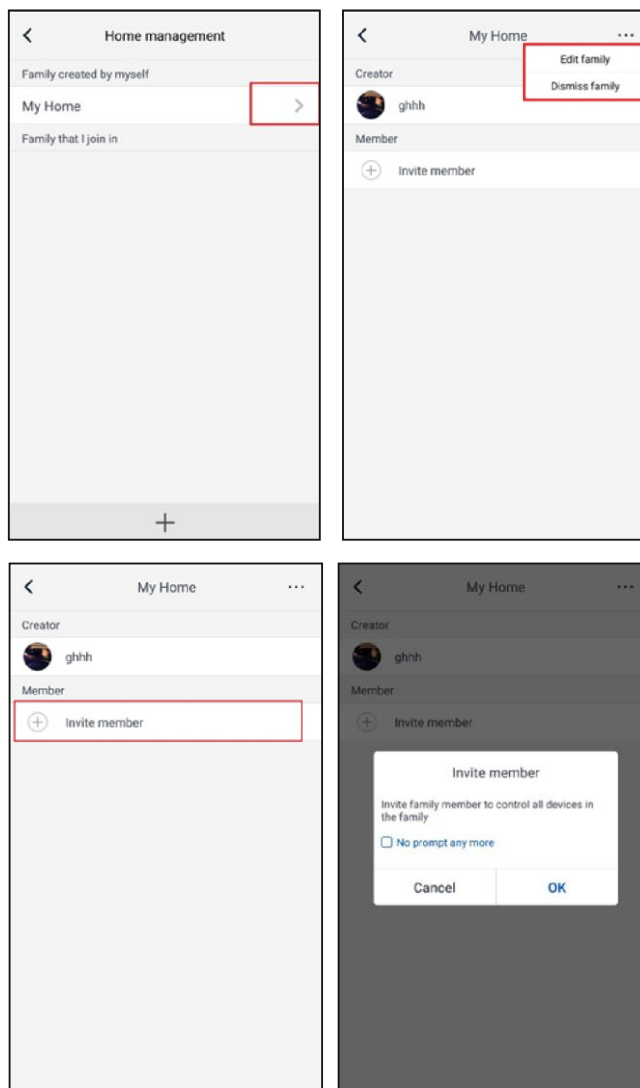 Home management
Family created by myself
My Home
Family that I join in
My Home
Edit family
Dismiss family
Creator
ghhh
Member
Invite member
My Home
Creator
ghhh
Member
Invite member
My Home
Creator
ghhh
Member
Invite member
Invite member
Invite family member to control all devices in
the family
No prompt any more
Cancel OK